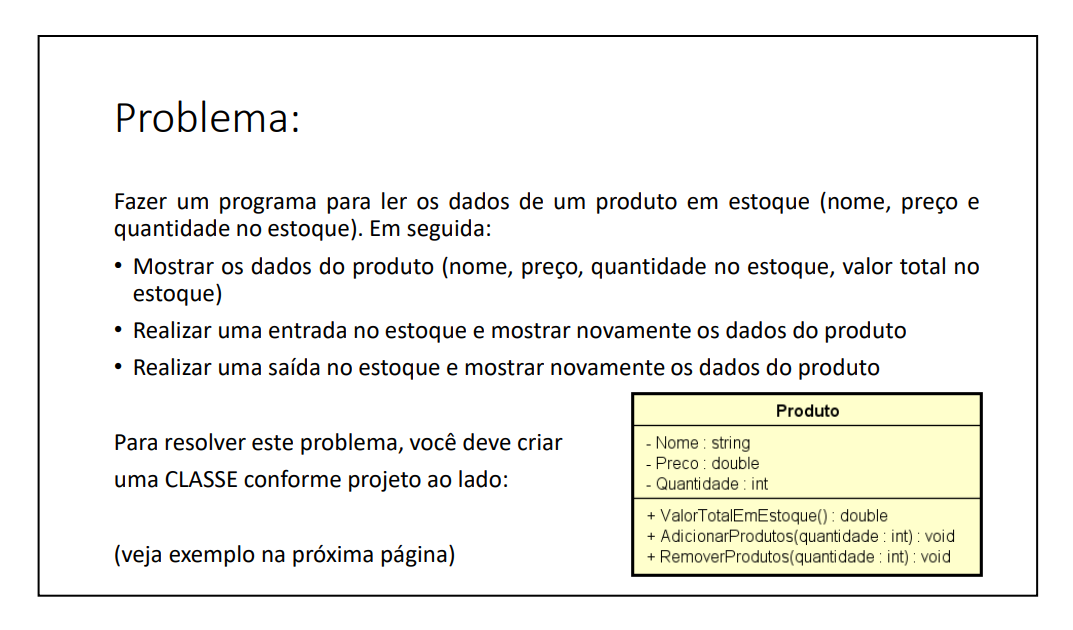 Problema:
Fazer um programa para ler os dados de um produto em estoque (nome, preço e
quantidade no estoque). Em seguida:
• Mostrar os dados do produto (nome, preço, quantidade no estoque, valor total no
estoque)
• Realizar uma entrada no estoque e mostrar novamente os dados do produto
• Realizar uma saída no estoque e mostrar novamente os dados do produto
Para resolver este problema, você deve criar
uma CLASSE conforme projeto ao lado:
(veja exemplo na próxima página)
Produto
- Nome : string
- Preco : double
- Quantidade : int
+ ValorTotalEmEstoque() : double
+ AdicionarProdutos(quantidade : int) : void
+ RemoverProdutos(quantidade : int) : void